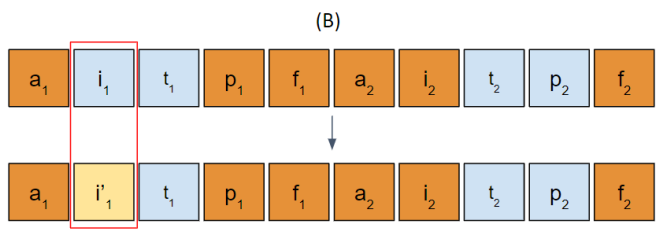 (B)
a₁ i₁ t₁ p₁ f₁ a₂ i₂ t₂ p₂ f₂
a₁ i'₁ t₁ p₁ f₁ a₂ i₂ t₂ p₂ f₂